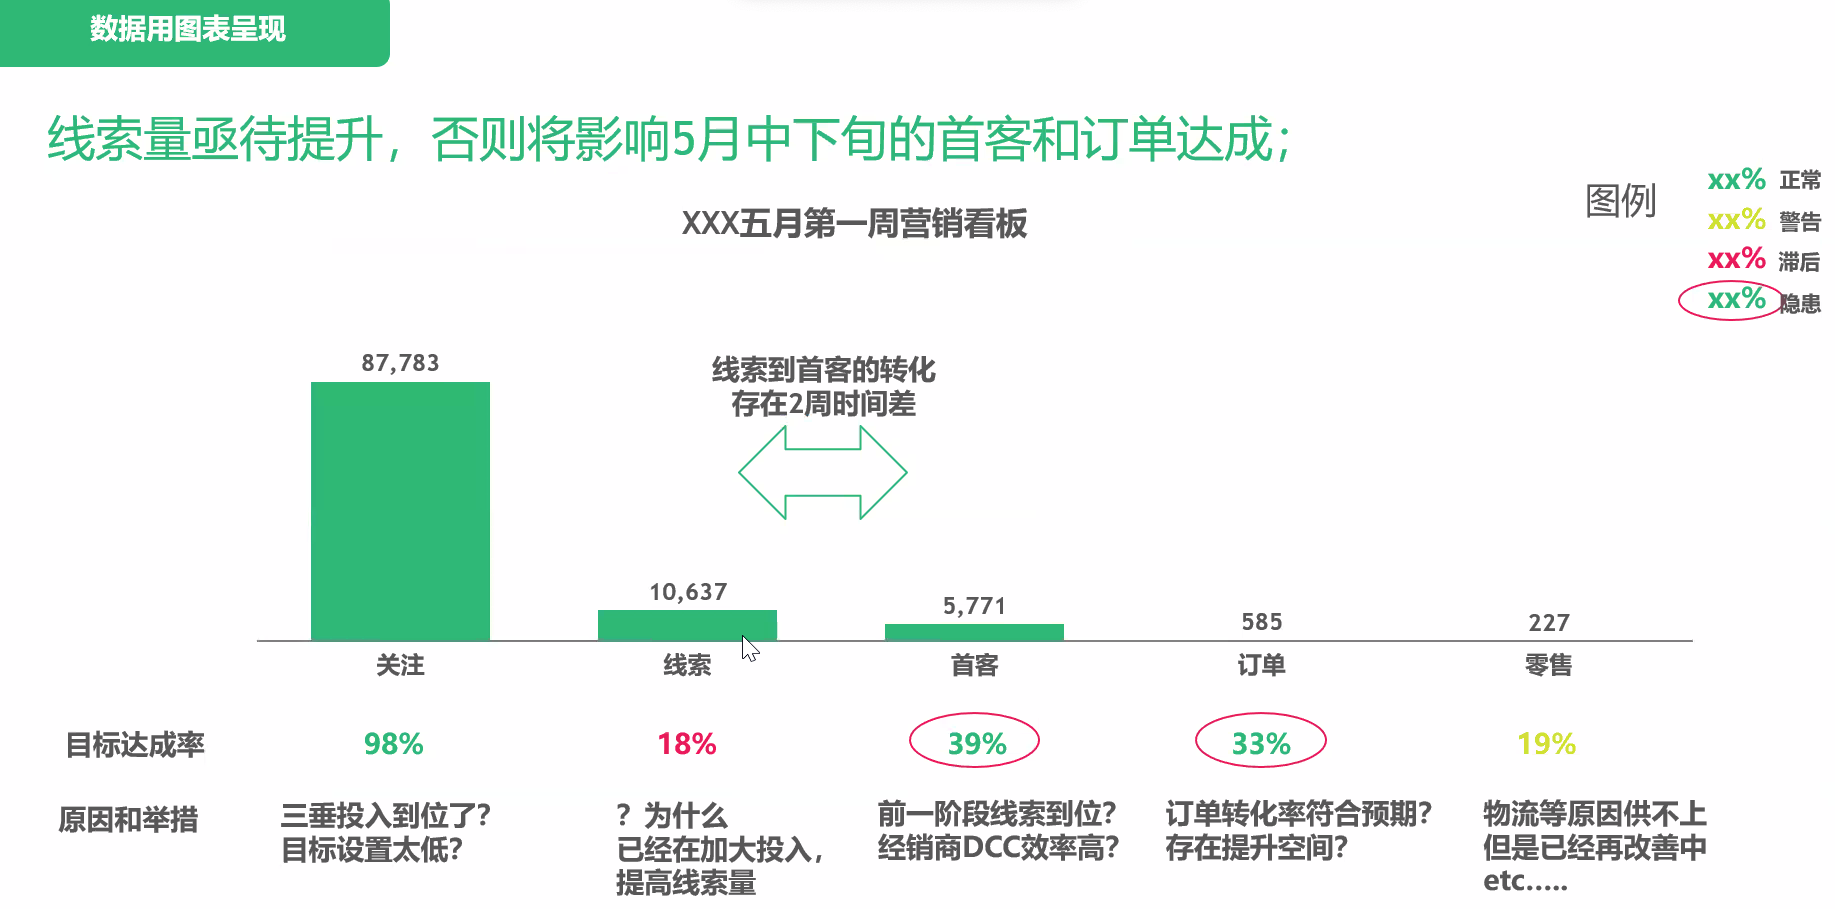 数据用图表呈现
线索量亟待提升，否则将影响5月中下旬的首客和订单达成；
图例
xx% 正常
xx% 警告
xx% 滞后
xx% 隐患
XXX五月第一周营销看板
线索到首客的转化
存在2周时间差
87,783
10,637
5,771
585
227
关注
线索
首客
订单
零售
目标达成率
98%
18%
39%
33%
19%
原因和举措
三垂投入到位了？
目标设置太低？
？为什么
已经在加大投入，
提高线索量
前一阶段线索到位？
经销商DCC效率高？
订单转化率符合预期？
存在提升空间？
物流等原因供不上
但是已经再改善中
etc.....